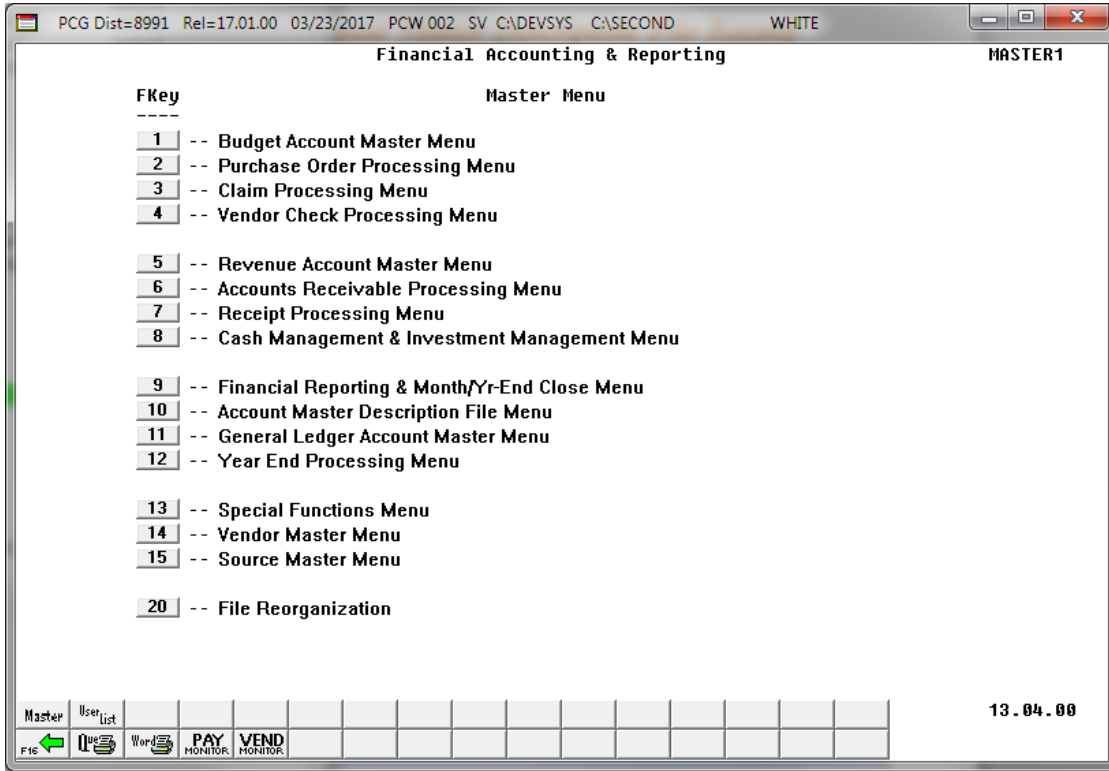 PCG Dist=8991 Rel=17.01.00 03/23/2017 PCW 002 SV C:\DEVSYS C:\SECOND WHITE
Financial Accounting & Reporting MASTER1
FKey Master Menu
----
1 -- Budget Account Master Menu
2 -- Purchase Order Processing Menu
3 -- Claim Processing Menu
4 -- Vendor Check Processing Menu
5 -- Revenue Account Master Menu
6 -- Accounts Receivable Processing Menu
7 -- Receipt Processing Menu
8 -- Cash Management & Investment Management Menu
9 -- Financial Reporting & Month/Yr-End Close Menu
10 -- Account Master Description File Menu
11 -- General Ledger Account Master Menu
12 -- Year End Processing Menu
13 -- Special Functions Menu
14 -- Vendor Master Menu
15 -- Source Master Menu
20 -- File Reorganization
Master User List 13.04.00
F16 Que Word PAY MONITOR VEND MONITOR